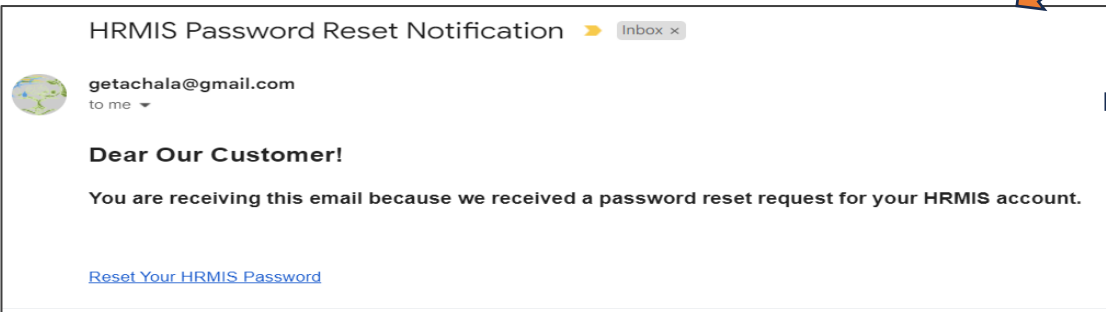 HRMIS Password Reset Notification Inbox ×
getachala@gmail.com
to me
Dear Our Customer!
You are receiving this email because we received a password reset request for your HRMIS account.
Reset Your HRMIS Password